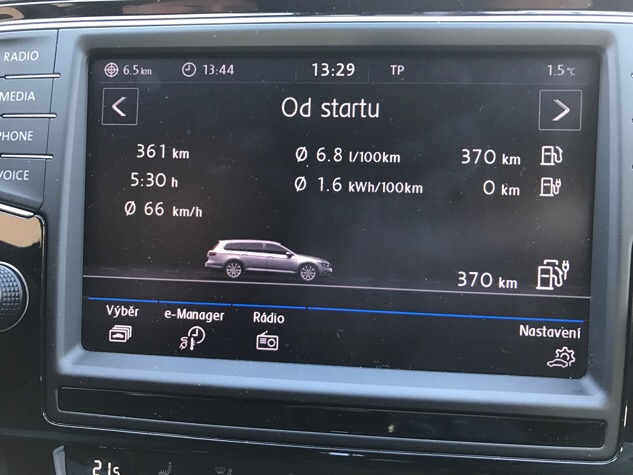 RADIO
MEDIA
PHONE
VOICE
6.5 km 13:44 13:29 TP 1.5 °C
Od startu
361 km Ø 6.8 l/100km 370 km
5:30 h Ø 1.6 kWh/100km 0 km
Ø 66 km/h
370 km
Výběr e-Manager Rádio Nastavení